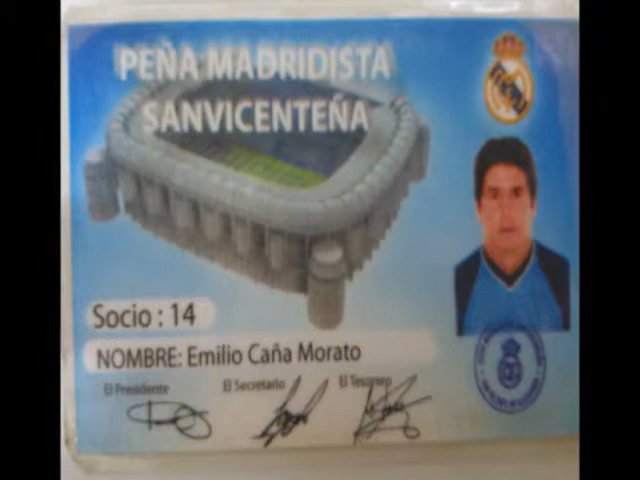 PEÑA MADRIDISTA
SANVICENTEÑA
Socio : 14
NOMBRE: Emilio Caña Morato
El Presidente El Secretario El Tesorero